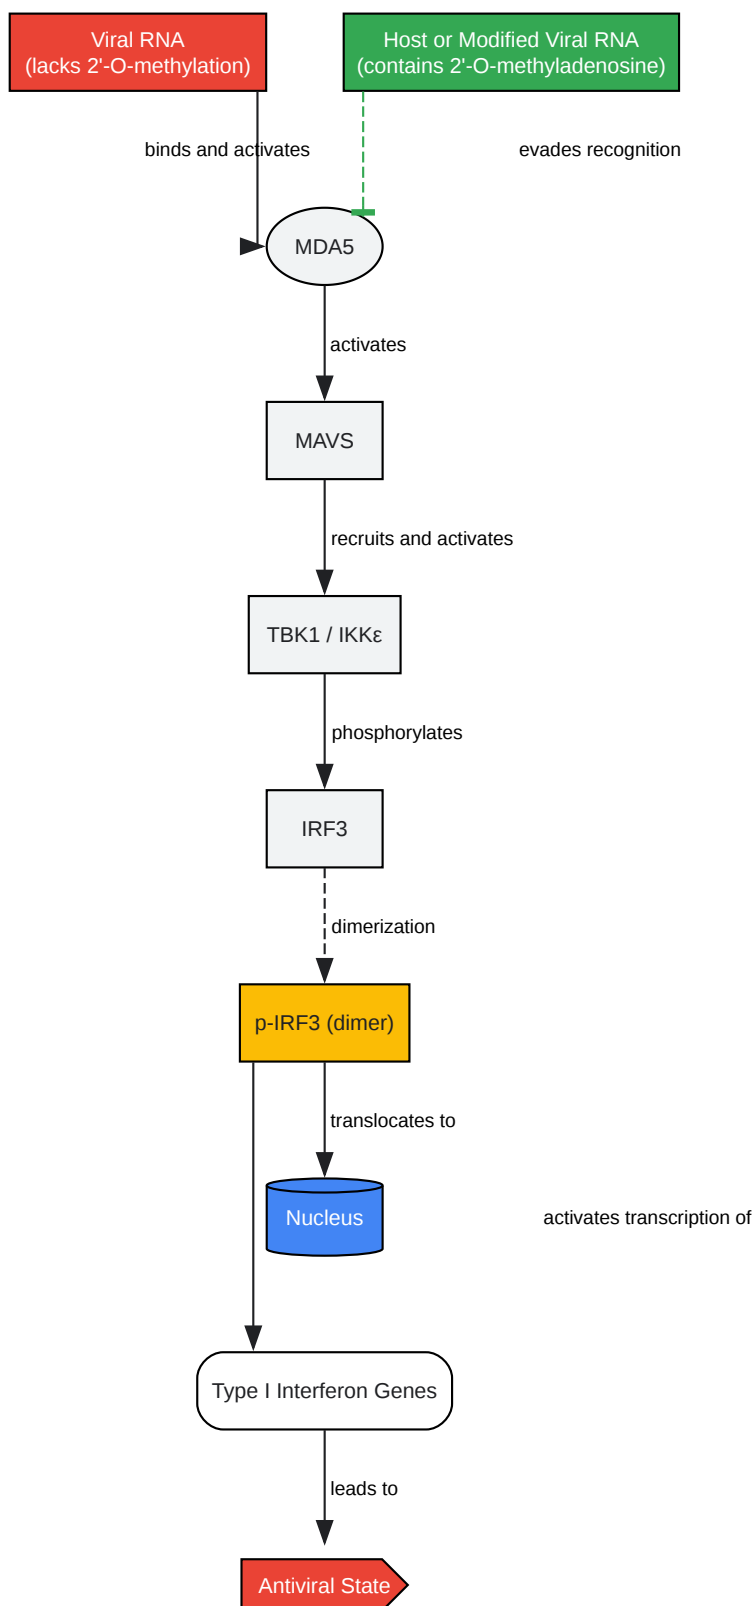 Viral RNA
(lacks 2'-O-methylation)
Host or Modified Viral RNA
(contains 2'-O-methyladenosine)
binds and activates
evades recognition
MDA5
activates
MAVS
recruits and activates
TBK1 / IKKε
phosphorylates
IRF3
dimerization
p-IRF3 (dimer)
translocates to
Nucleus
activates transcription of
Type I Interferon Genes
leads to
Antiviral State